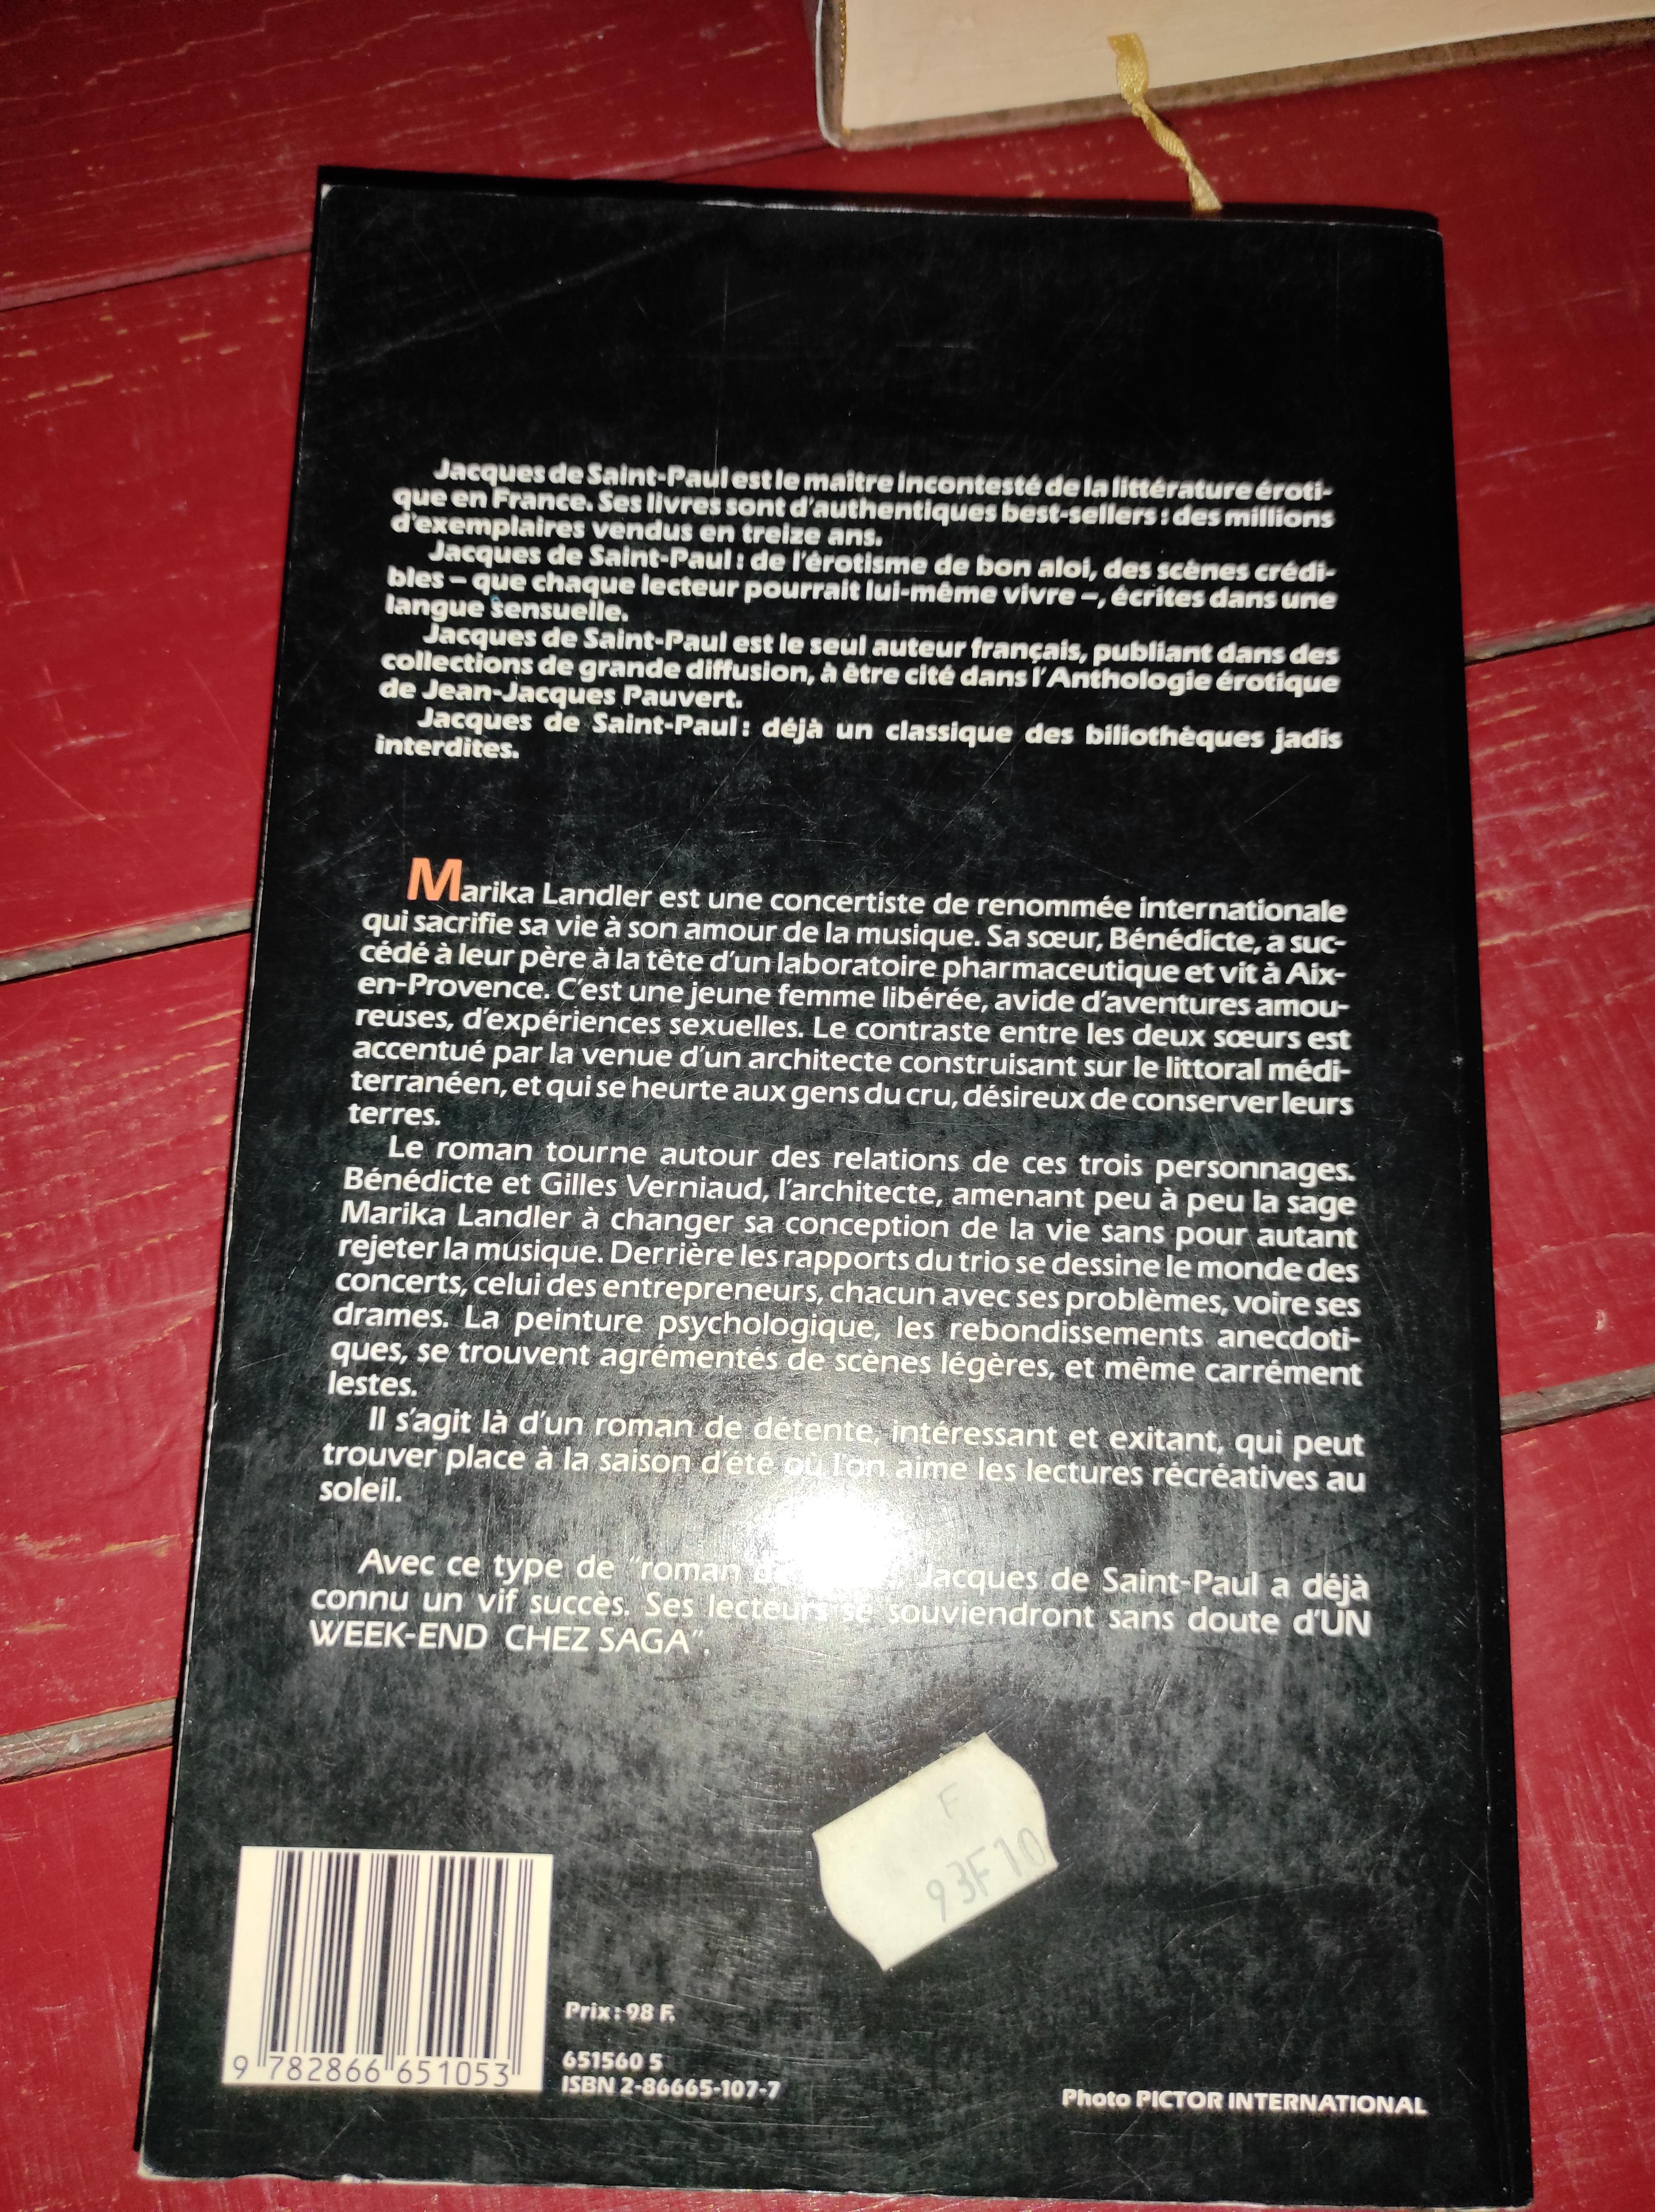 Jacques de Saint-Paul est le maître incontesté de la littérature éroti-
que en France. Ses livres sont d'authentiques best-sellers : des millions
d'exemplaires vendus en treize ans.
Jacques de Saint-Paul : de l'érotisme de bon aloi, des scènes crédi-
bles – que chaque lecteur pourrait lui-même vivre –, écrites dans une
langue sensuelle.
Jacques de Saint-Paul est le seul auteur français, publiant dans des
collections de grande diffusion, à être cité dans l'Anthologie érotique
de Jean-Jacques Pauvert.
Jacques de Saint-Paul : déjà un classique des biliothèques jadis
interdites.
Marika Landler est une concertiste de renommée internationale
qui sacrifie sa vie à son amour de la musique. Sa sœur, Bénédicte, a suc-
cédé à leur père à la tête d'un laboratoire pharmaceutique et vit à Aix-
en-Provence. C'est une jeune femme libérée, avide d'aventures amou-
reuses, d'expériences sexuelles. Le contraste entre les deux sœurs est
accentué par la venue d'un architecte construisant sur le littoral médi-
terranéen, et qui se heurte aux gens du cru, désireux de conserver leurs
terres.
Le roman tourne autour des relations de ces trois personnages.
Bénédicte et Gilles Verniaud, l'architecte, amenant peu à peu la sage
Marika Landler à changer sa conception de la vie sans pour autant
rejeter la musique. Derrière les rapports du trio se dessine le monde des
concerts, celui des entrepreneurs, chacun avec ses problèmes, voire ses
drames. La peinture psychologique, les rebondissements anecdoti-
ques, se trouvent agrémentés de scènes légères, et même carrément
lestes.
Il s'agit là d'un roman de détente, intéressant et exitant, qui peut
trouver place à la saison d'été où l'on aime les lectures récréatives au
soleil.
Avec ce type de "roman Jacques de Saint-Paul a déjà
connu un vif succès. Ses lecteurs se souviendront sans doute d'UN
WEEK-END CHEZ SAGA".
F
93F10
Prix : 98 F.
651560 5
ISBN 2-86665-107-7
9 782866 651053
Photo PICTOR INTERNATIONAL